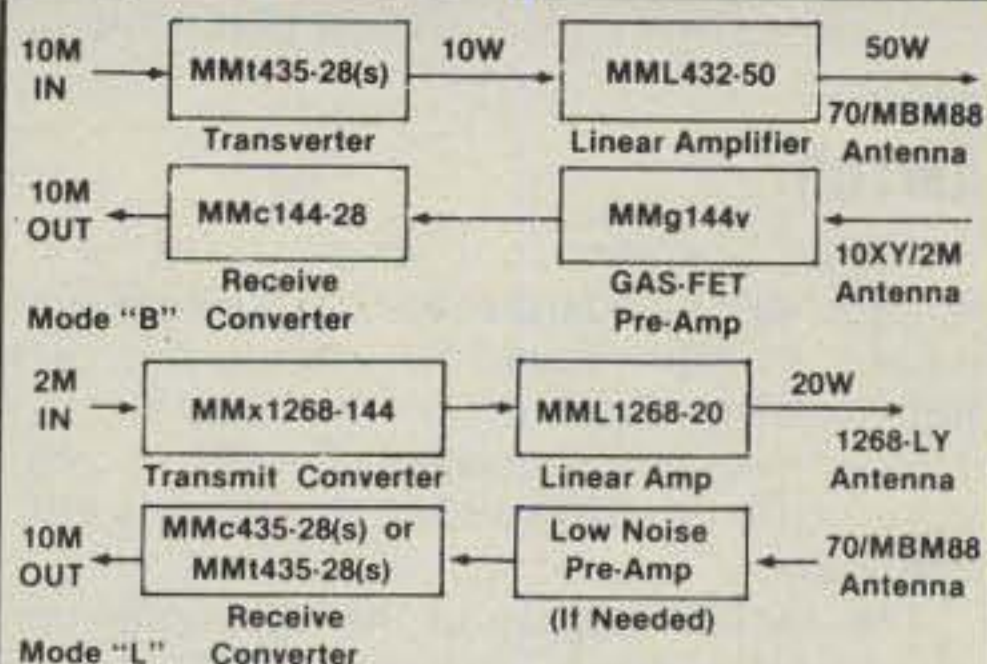 10M IN
MMt435-28(s)
10W
MML432-50
50W
Transverter
Linear Amplifier
70/MBM88 Antenna
10M OUT
MMc144-28
MMg144v
10XY/2M Antenna
Receive Converter
GAS-FET Pre-Amp
Mode "B"
2M IN
MMx1268-144
MML1268-20
20W
Transmit Converter
Linear Amp
1268-LY Antenna
10M OUT
MMc435-28(s) or
MMt435-28(s)
Low Noise
Pre-Amp
70/MBM88 Antenna
Receive Converter
(If Needed)
Mode "L"